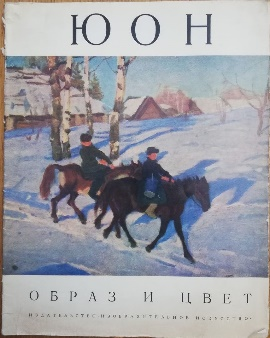 ЮОН
ОБРАЗ И ЦВЕТ
ИЗДАТЕЛЬСТВО ИЗОБРАЗИТЕЛЬНОЕ ИСКУССТВО